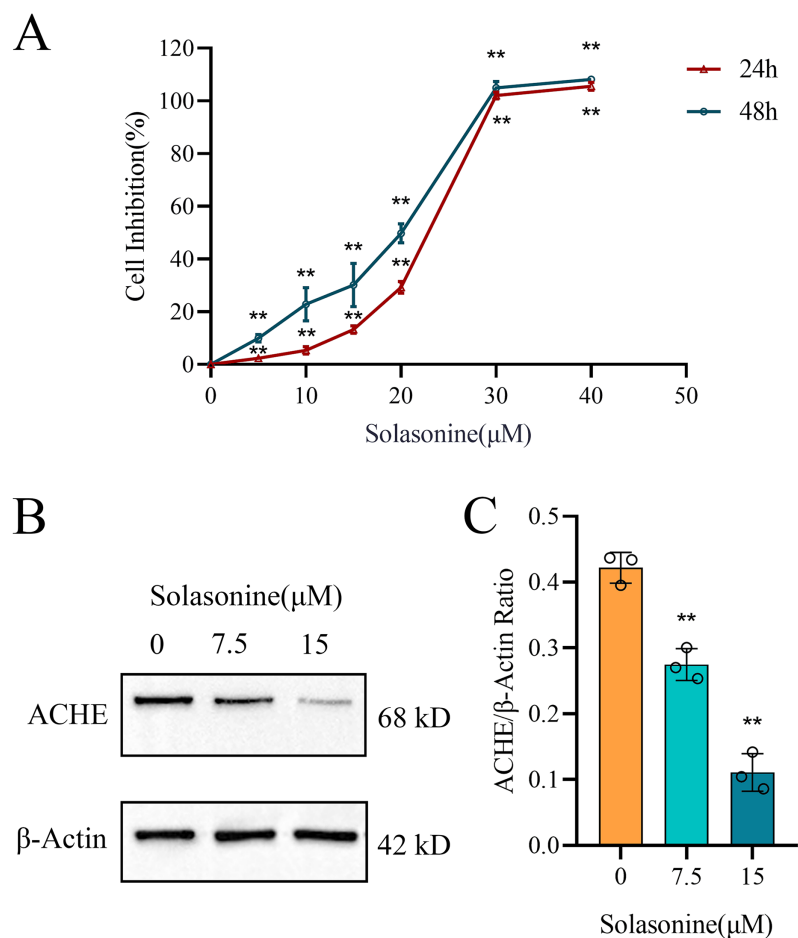 A
120
100
80
60
40
20
0
Cell Inhibition(%)
**
**
**
**
**
**
**
**
**
**
**
**
0
10
20
30
40
50
Solasonine(μM)
24h
48h
B
Solasonine(μM)
0 7.5 15
ACHE 68 kD
β-Actin 42 kD
C
0.5
0.4
0.3
0.2
0.1
0.0
ACHE/β-Actin Ratio
**
**
0 7.5 15
Solasonine(μM)